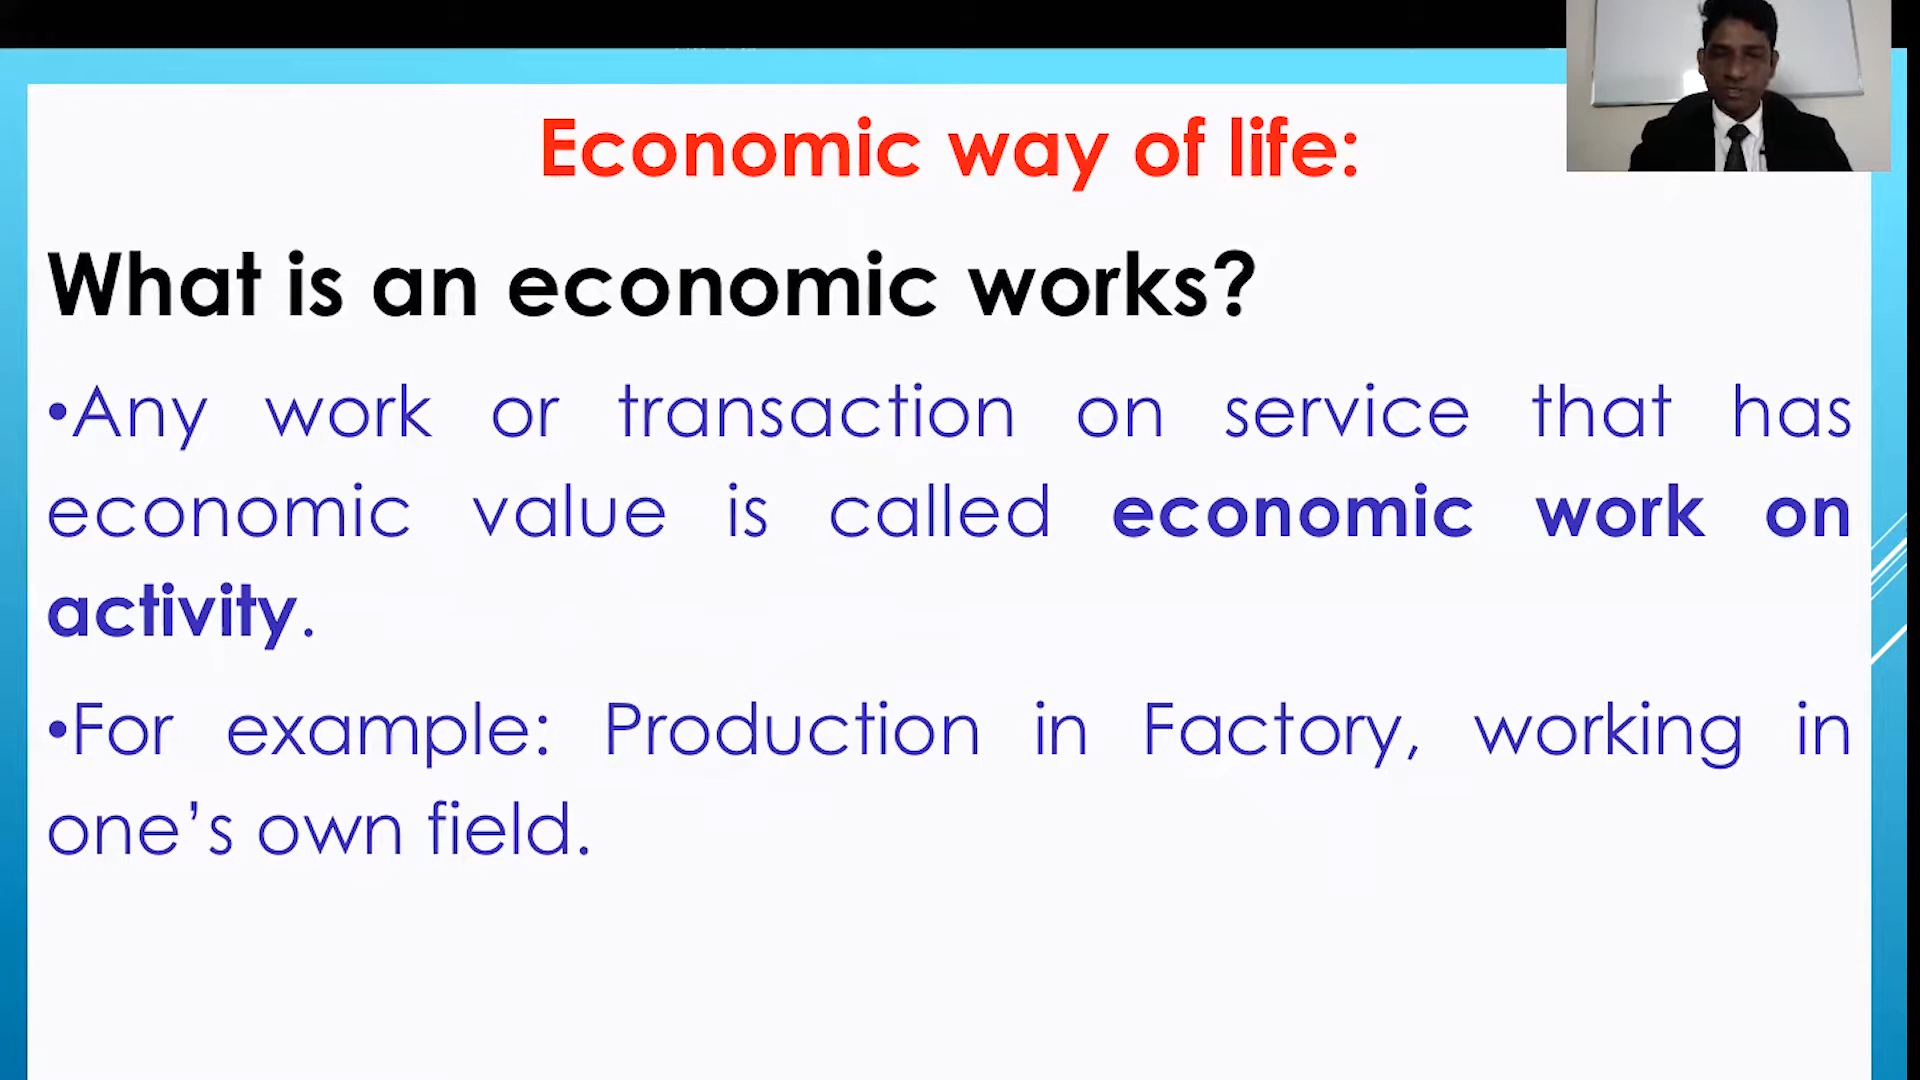 Economic way of life:
What is an economic works?
•Any work or transaction on service that has
economic value is called economic work on
activity.
•For example: Production in Factory, working in
one’s own field.